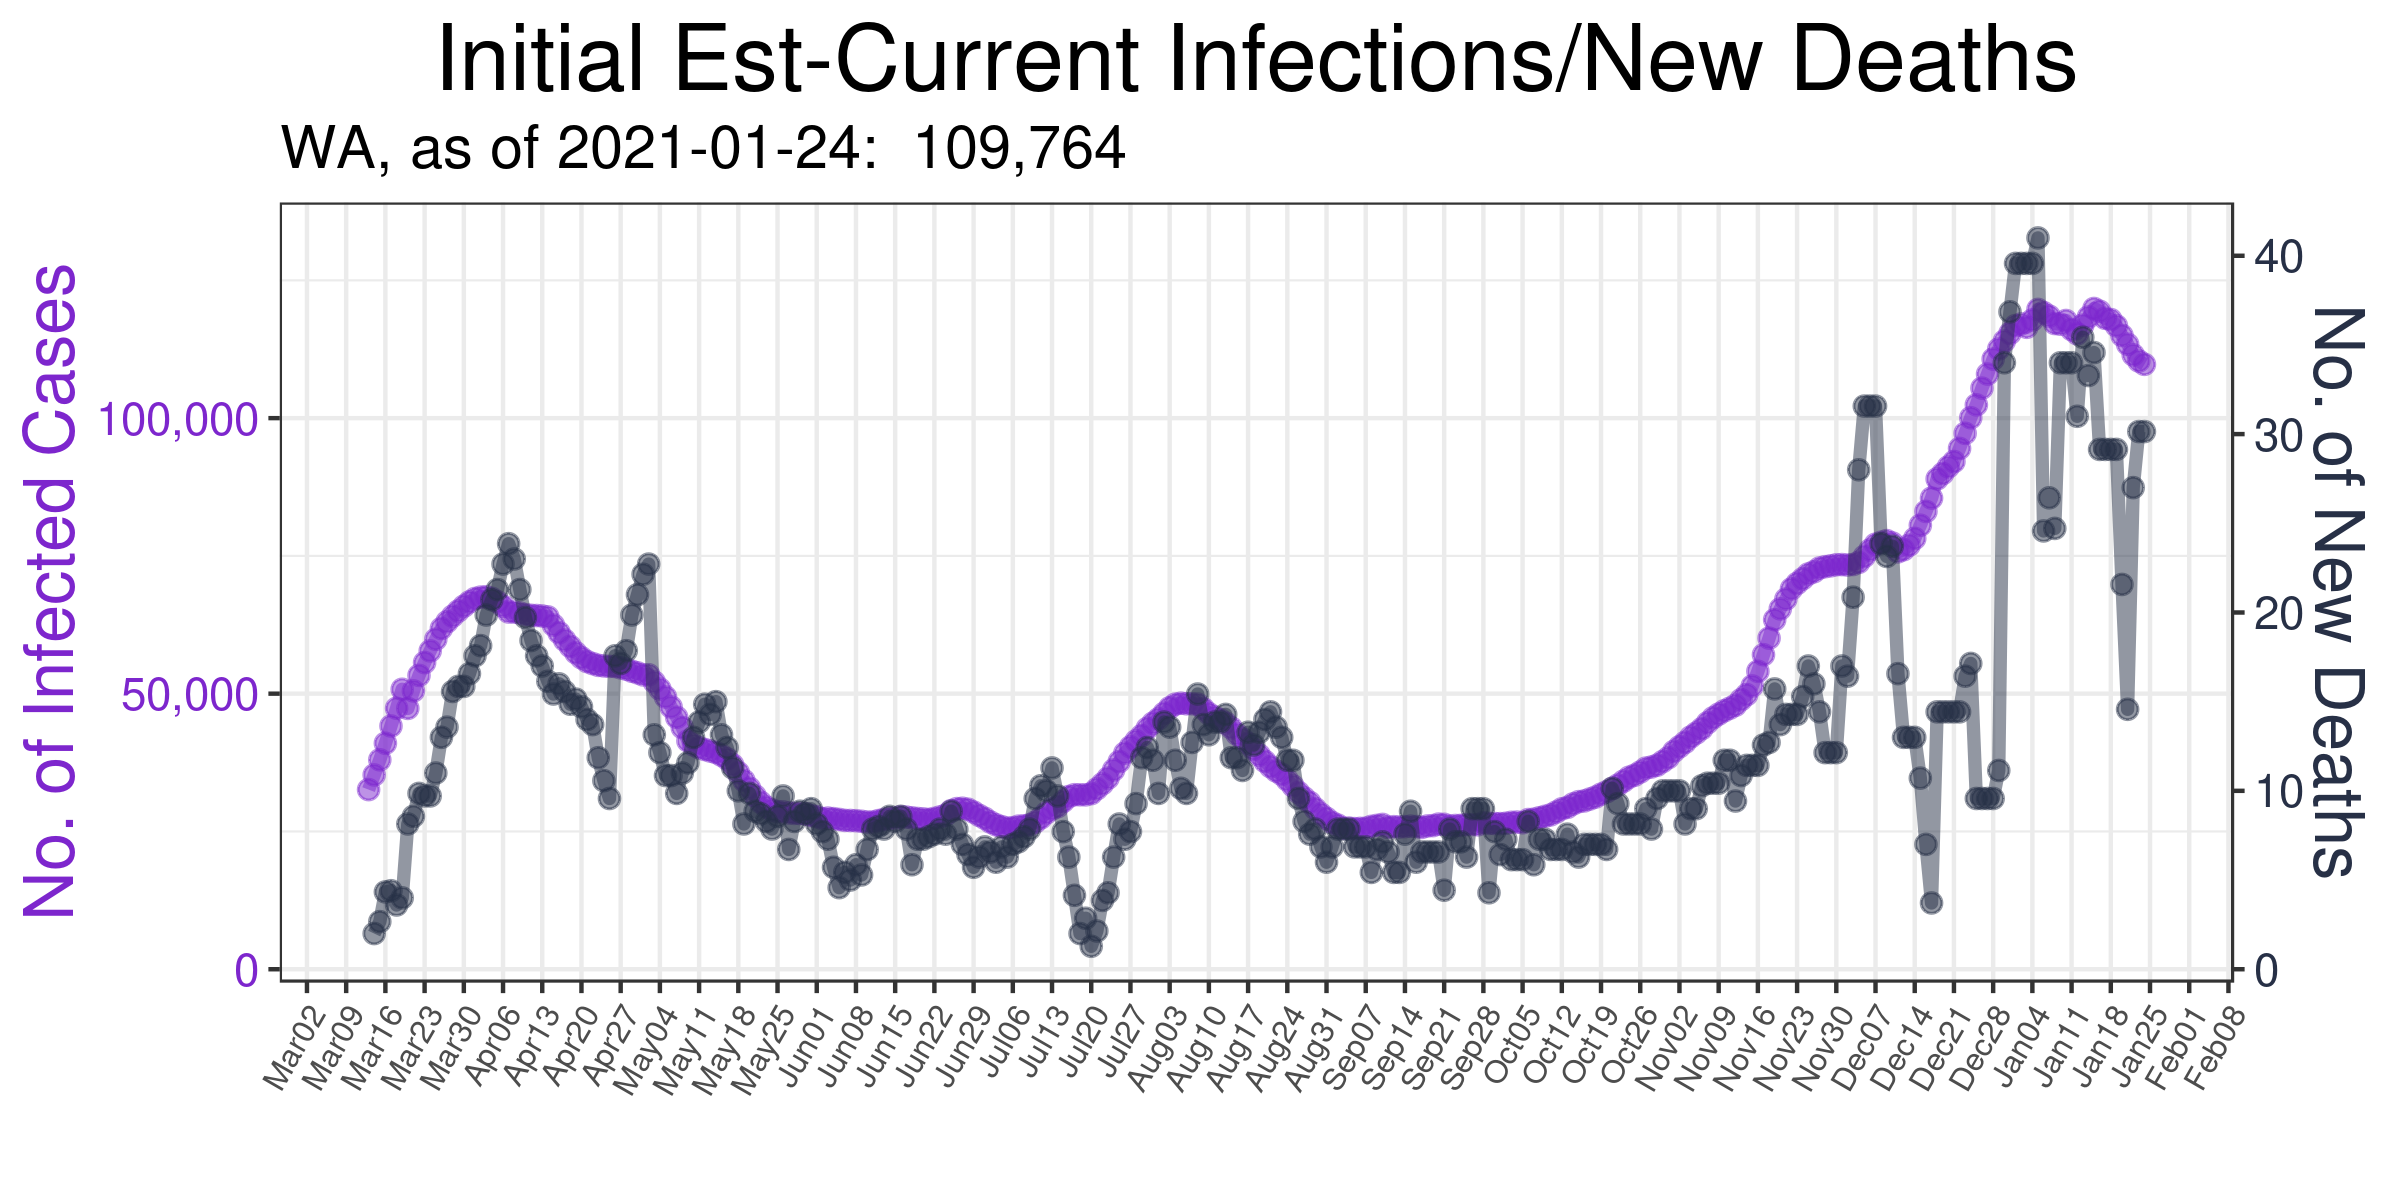 Initial Est-Current Infections/New Deaths
WA, as of 2021-01-24:  109,764
No. of Infected Cases
100,000
50,000
0
40
30
20
10
0
No. of New Deaths
Mar02
Mar09
Mar16
Mar23
Mar30
Apr06
Apr13
Apr20
Apr27
May04
May11
May18
May25
Jun01
Jun08
Jun15
Jun22
Jun29
Jul06
Jul13
Jul20
Jul27
Aug03
Aug10
Aug17
Aug24
Aug31
Sep07
Sep14
Sep21
Sep28
Oct05
Oct12
Oct19
Oct26
Nov02
Nov09
Nov16
Nov23
Nov30
Dec07
Dec14
Dec21
Dec28
Jan04
Jan11
Jan18
Jan25
Feb01
Feb08